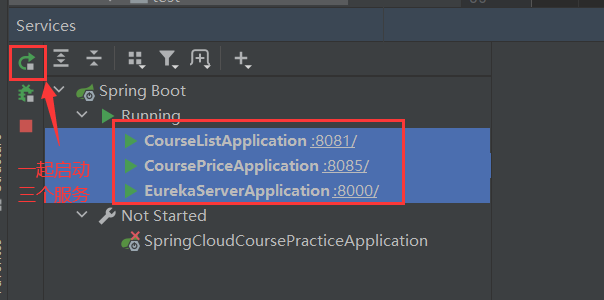 test
Services
Spring Boot
Running
CourseListApplication :8081/
CoursePriceApplication :8085/
EurekaServerApplication :8000/
一起启动
三个服务
Not Started
SpringCloudCoursePracticeApplication